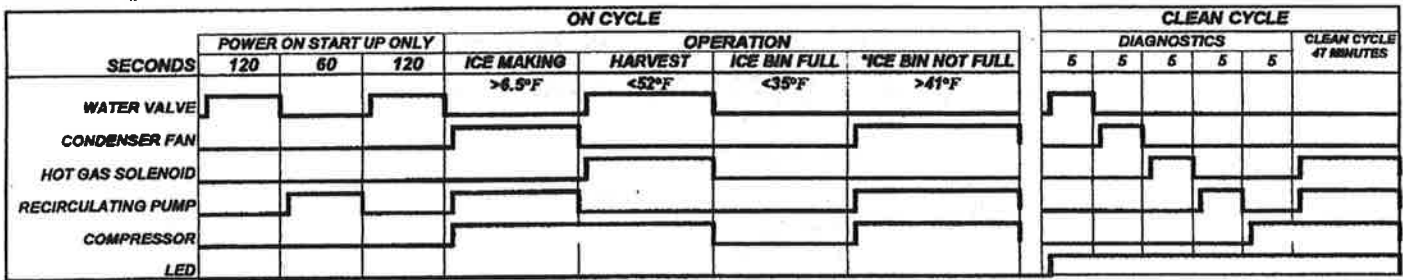 ON CYCLE CLEAN CYCLE
POWER ON START UP ONLY OPERATION DIAGNOSTICS CLEAN CYCLE
47 MINUTES
SECONDS 120 60 120 ICE MAKING HARVEST ICE BIN FULL *ICE BIN NOT FULL 5 5 5 5 5
>6.5°F <52°F <35°F >41°F
WATER VALVE
CONDENSER FAN
HOT GAS SOLENOID
RECIRCULATING PUMP
COMPRESSOR
LED